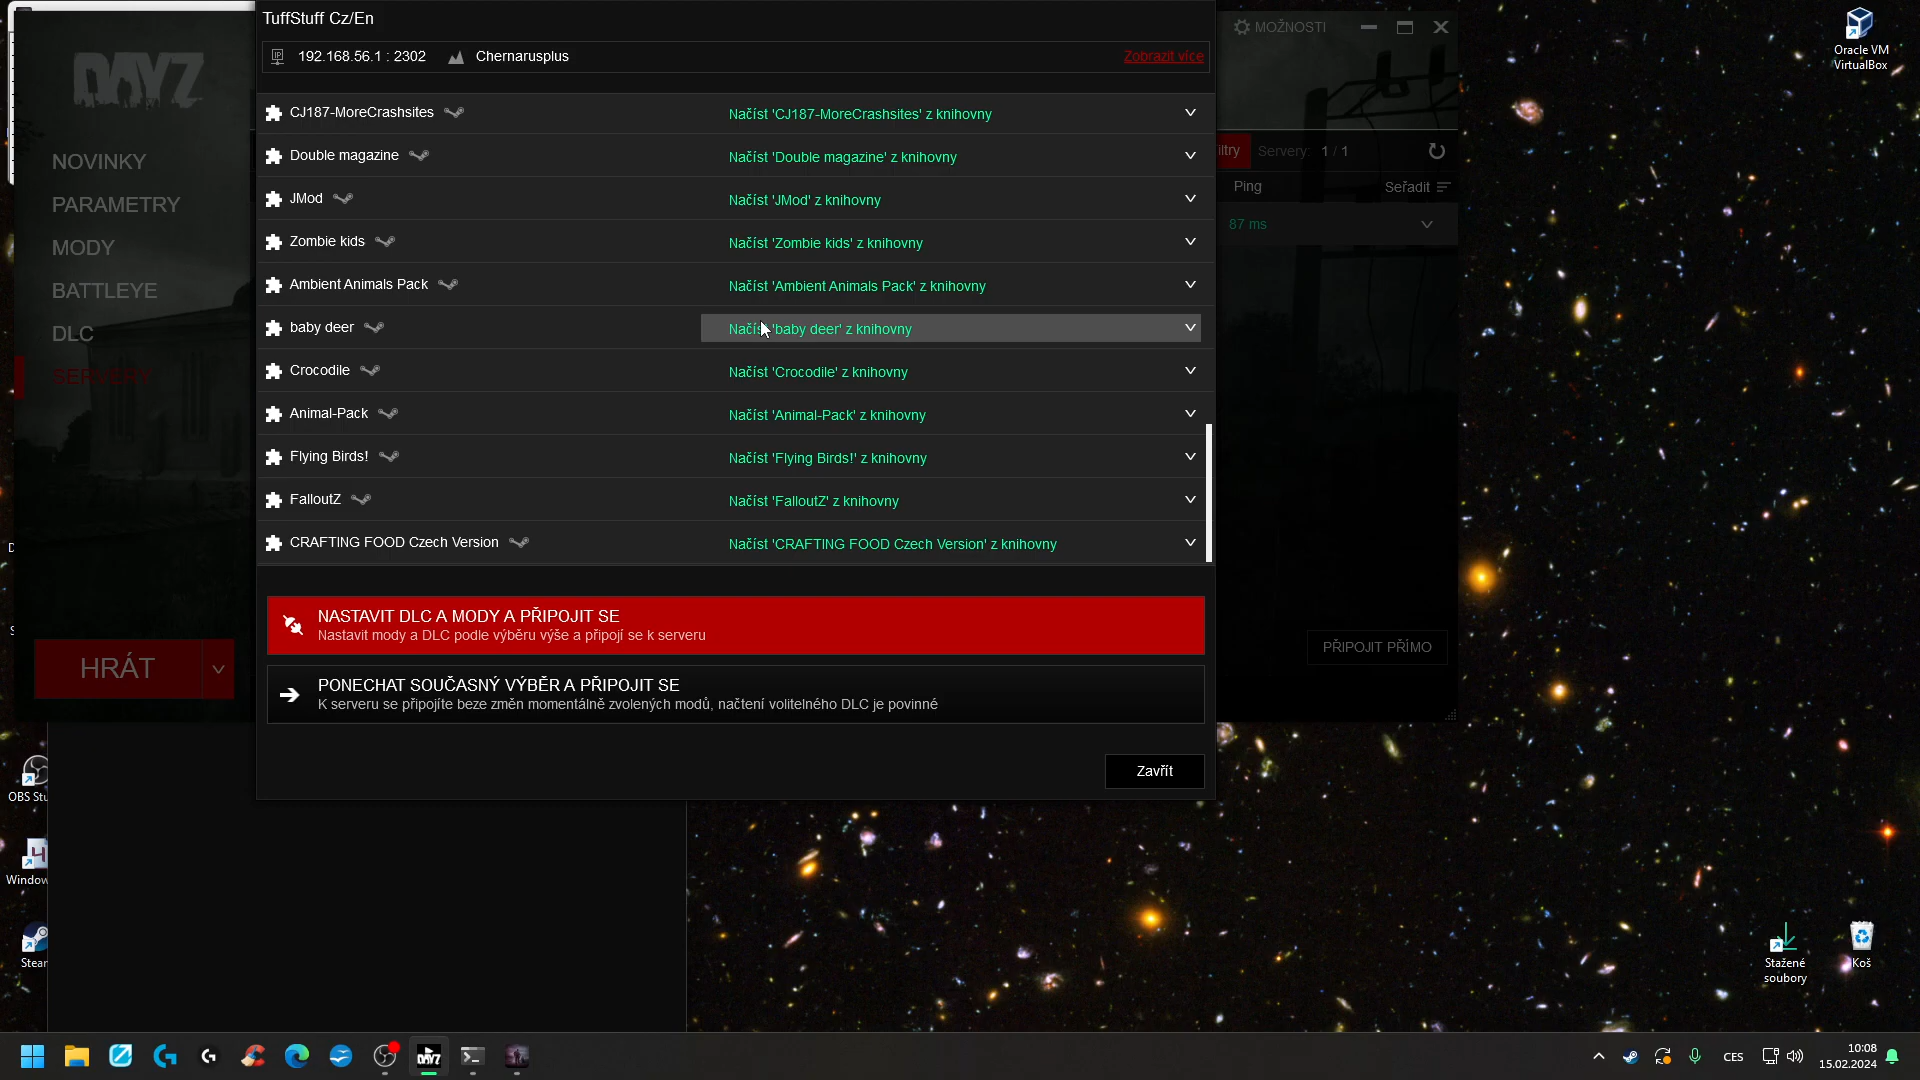 TuffStuff Cz/En
192.168.56.1 : 2302
Chernarusplus
Zobrazit více
CJ187-MoreCrashsites
Načíst 'CJ187-MoreCrashsites' z knihovny
Double magazine
Načíst 'Double magazine' z knihovny
JMod
Načíst 'JMod' z knihovny
Zombie kids
Načíst 'Zombie kids' z knihovny
Ambient Animals Pack
Načíst 'Ambient Animals Pack' z knihovny
baby deer
Načíst 'baby deer' z knihovny
Crocodile
Načíst 'Crocodile' z knihovny
Animal-Pack
Načíst 'Animal-Pack' z knihovny
Flying Birds!
Načíst 'Flying Birds!' z knihovny
FalloutZ
Načíst 'FalloutZ' z knihovny
CRAFTING FOOD Czech Version
Načíst 'CRAFTING FOOD Czech Version' z knihovny
NASTAVIT DLC A MODY A PŘIPOJIT SE
Nastavit mody a DLC podle výběru výše a připojí se k serveru
PONECHAT SOUČASNÝ VÝBĚR A PŘIPOJIT SE
K serveru se připojíte beze změn momentálně zvolených modů, načtení volitelného DLC je povinné
Zavřít
DAYZ
NOVINKY
PARAMETRY
MODY
BATTLEYE
DLC
SERVERY
HRÁT
MOŽNOSTI
Servery: 1 / 1
Ping
Seřadit
87 ms
PŘIPOJIT PŘÍMO
Oracle VM
VirtualBox
OBS Stu
Window
Stear
Stažené
soubory
Koš
DAYZ
CES
10:08
15.02.2024